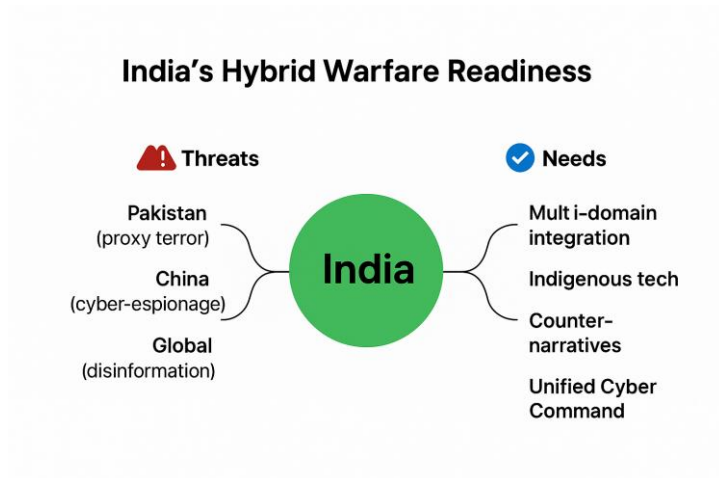 India's Hybrid Warfare Readiness
Threats
Pakistan
(proxy terror)
China
(cyber-espionage)
Global
(disinformation)
India
Needs
Mult i-domain
integration
Indigenous tech
Counter-
narratives
Unified Cyber
Command